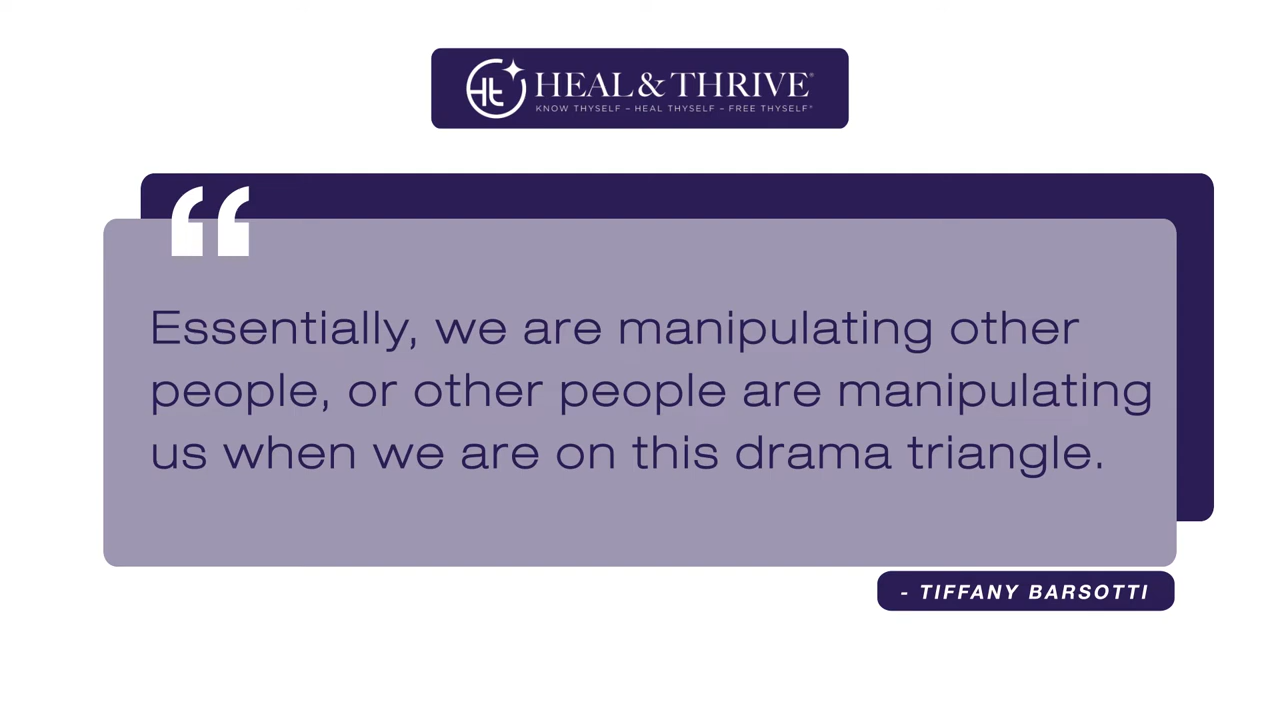 HEAL & THRIVE®
KNOW THYSELF – HEAL THYSELF – FREE THYSELF®
“
Essentially, we are manipulating other
people, or other people are manipulating
us when we are on this drama triangle.
- TIFFANY BARSOTTI